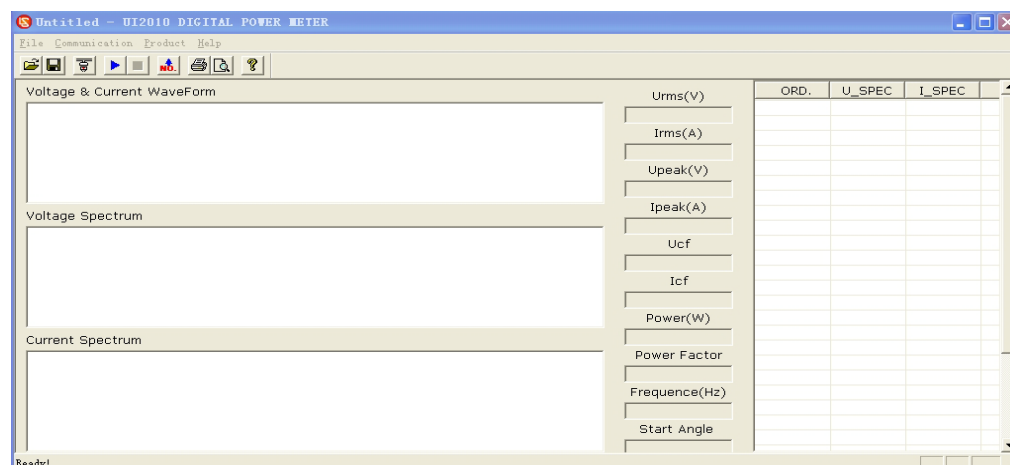 Untitled - UI2010 DIGITAL POWER METER
File Communication Product Help
NO.
Voltage & Current WaveForm
Voltage Spectrum
Current Spectrum
Urms(V)
Irms(A)
Upeak(V)
Ipeak(A)
Ucf
Icf
Power(W)
Power Factor
Frequence(Hz)
Start Angle
ORD. U_SPEC I_SPEC
Ready!